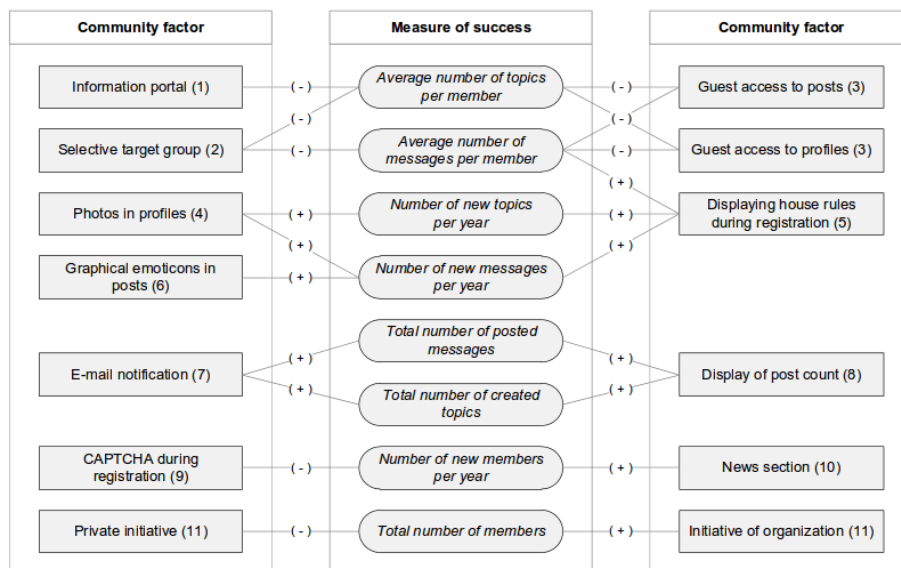 Community factor
Measure of success
Community factor
Information portal (1)
( - )
Average number of topics
per member
( - )
Guest access to posts (3)
( - )
( - )
Selective target group (2)
( - )
Average number of
messages per member
( - )
Guest access to profiles (3)
( + )
Photos in profiles (4)
( + )
Number of new topics
per year
( + )
Displaying house rules
during registration (5)
( + )
( + )
Graphical emoticons in
posts (6)
( + )
Number of new messages
per year
Total number of posted
messages
( + )
( + )
E-mail notification (7)
Display of post count (8)
( + )
( + )
Total number of created
topics
CAPTCHA during
registration (9)
( - )
Number of new members
per year
( + )
News section (10)
Private initiative (11)
( - )
Total number of members
( + )
Initiative of organization (11)